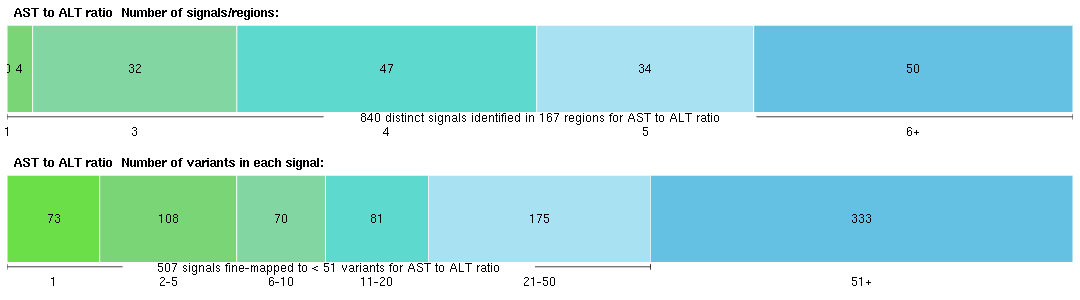 AST to ALT ratio Number of signals/regions:
0 4 32 47 34 50
840 distinct signals identified in 167 regions for AST to ALT ratio
1 3 4 5 6+
AST to ALT ratio Number of variants in each signal:
73 108 70 81 175 333
507 signals fine-mapped to < 51 variants for AST to ALT ratio
1 2-5 6-10 11-20 21-50 51+